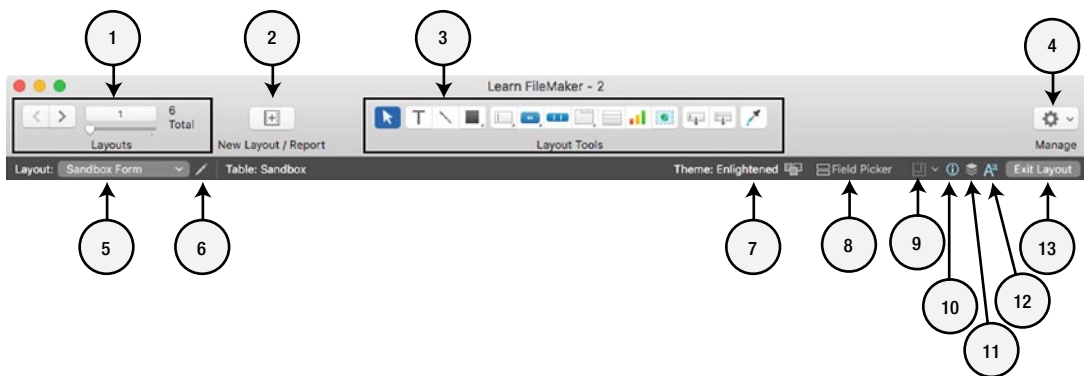 1
2
3
4
Learn FileMaker - 2
1
6
Total
T
Layouts
New Layout / Report
Layout Tools
Manage
Layout:
Sandbox Form
Table: Sandbox
Theme: Enlightened
Field Picker
Exit Layout
5
6
7
8
9
13
10
12
11